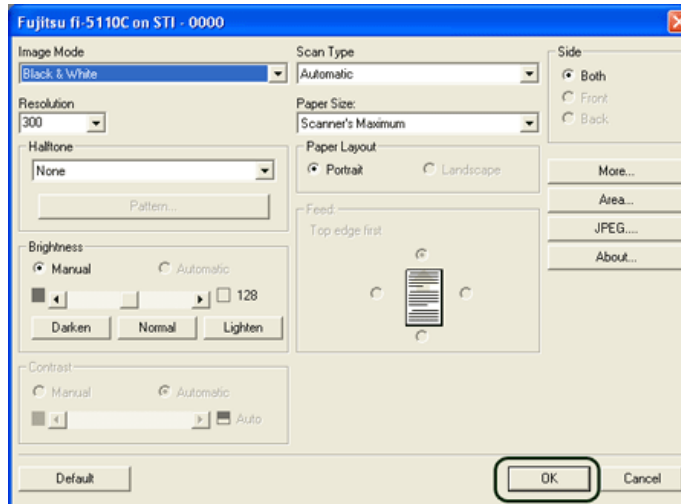 Fujitsu fi-5110C on STI - 0000
Image Mode
Black & White
Resolution
300
Halftone
None
Pattern...
Brightness
Manual
Automatic
128
Darken
Normal
Lighten
Contrast
Manual
Automatic
Auto
Scan Type
Automatic
Paper Size:
Scanner's Maximum
Paper Layout
Portrait
Landscape
Feed
Top edge first
Side
Both
Front
Back
More...
Area...
JPEG....
About...
Default
OK
Cancel